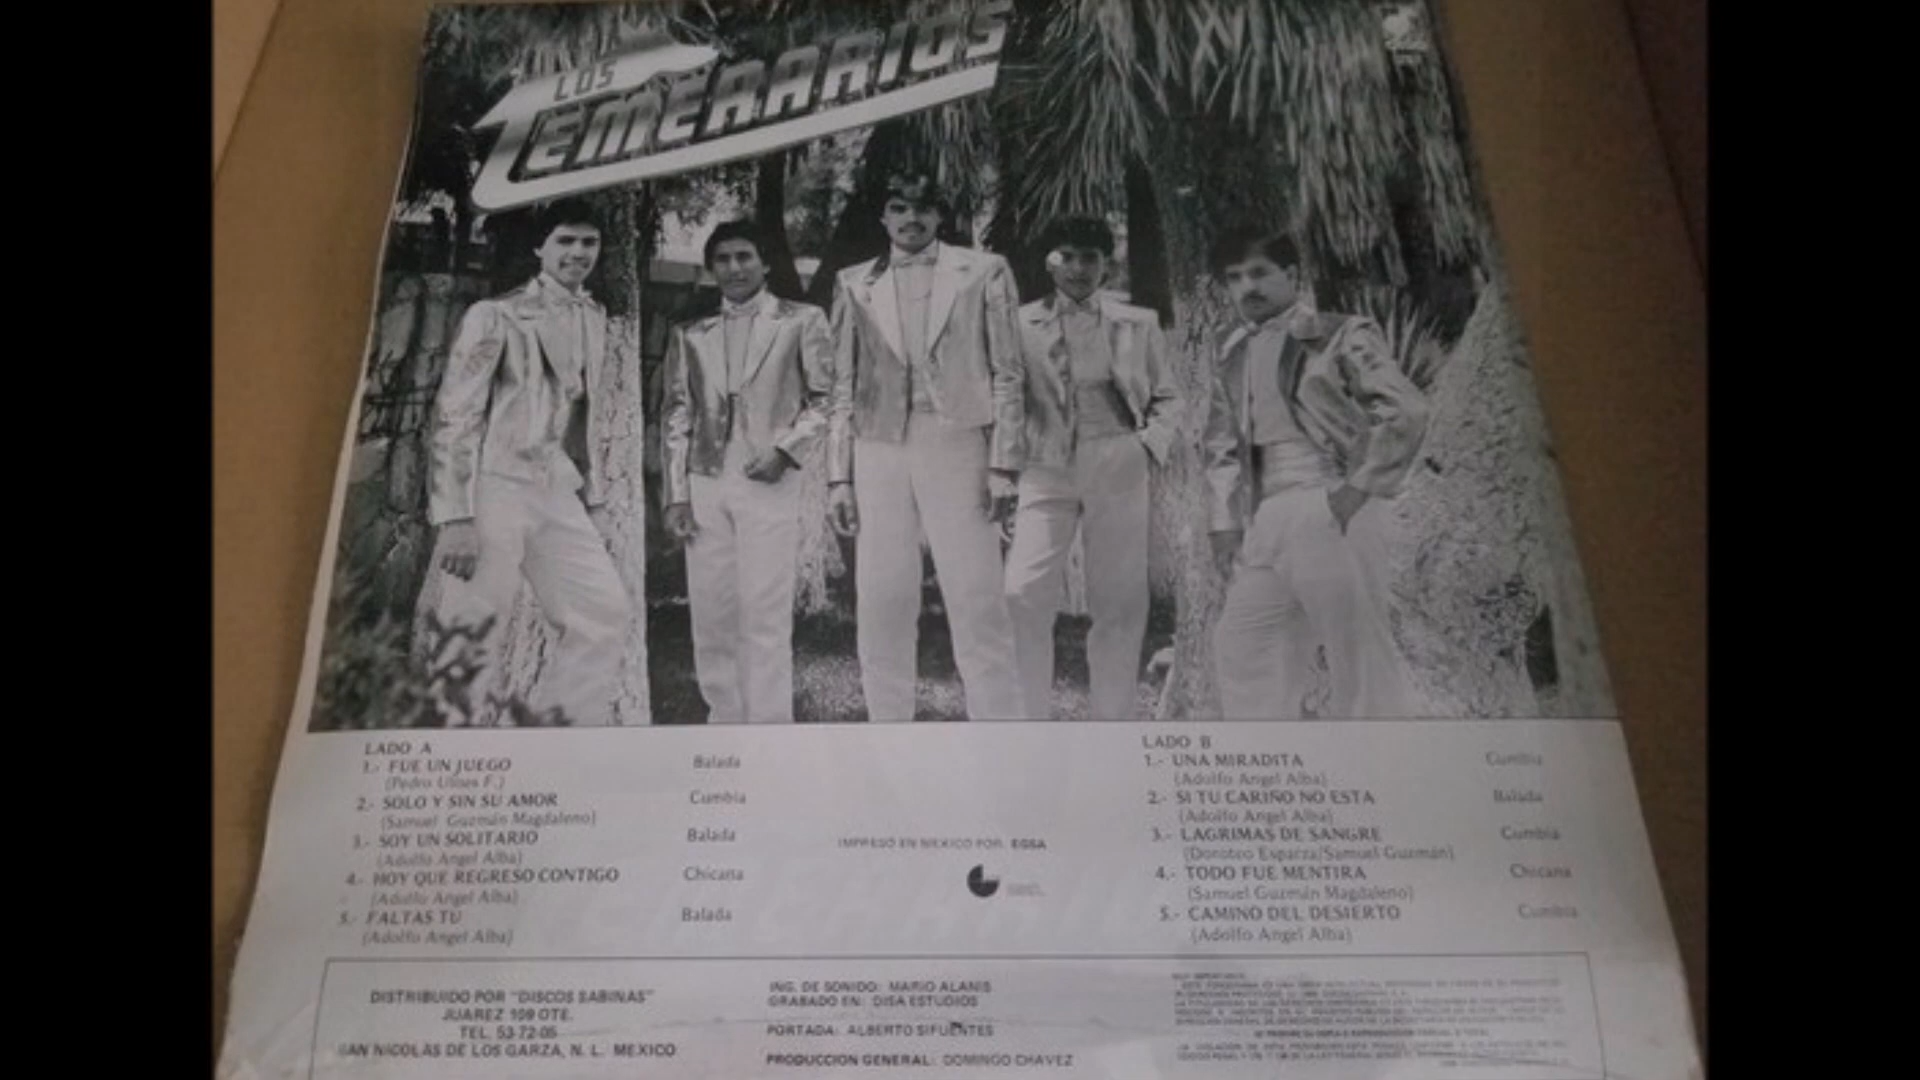 LOS
TEMERARIOS
LADO A
1.- FUE UN JUEGO Balada
(Pedro Ulises F.)
2.- SOLO Y SIN SU AMOR Cumbia
(Samuel Guzmán Magdaleno)
3.- SOY UN SOLITARIO Balada
(Adolfo Angel Alba)
4.- HOY QUE REGRESO CONTIGO Chicana
(Adolfo Angel Alba)
5.- FALTAS TU Balada
(Adolfo Angel Alba)
IMPRESO EN MEXICO POR: EGSA
LADO B
1.- UNA MIRADITA Cumbia
(Adolfo Angel Alba)
2.- SI TU CARIÑO NO ESTA Balada
(Adolfo Angel Alba)
3.- LAGRIMAS DE SANGRE Cumbia
(Doroteo Esparza/Samuel Guzmán)
4.- TODO FUE MENTIRA Chicana
(Samuel Guzmán Magdaleno)
5.- CAMINO DEL DESIERTO Cumbia
(Adolfo Angel Alba)
DISTRIBUIDO POR "DISCOS SABINAS"
JUAREZ 109 OTE.
TEL. 53-72-05
SAN NICOLAS DE LOS GARZA, N. L. MEXICO
ING. DE SONIDO: MARIO ALANIS
GRABADO EN: DISA ESTUDIOS
PORTADA: ALBERTO SIFUENTES
PRODUCCION GENERAL: DOMINGO CHAVEZ